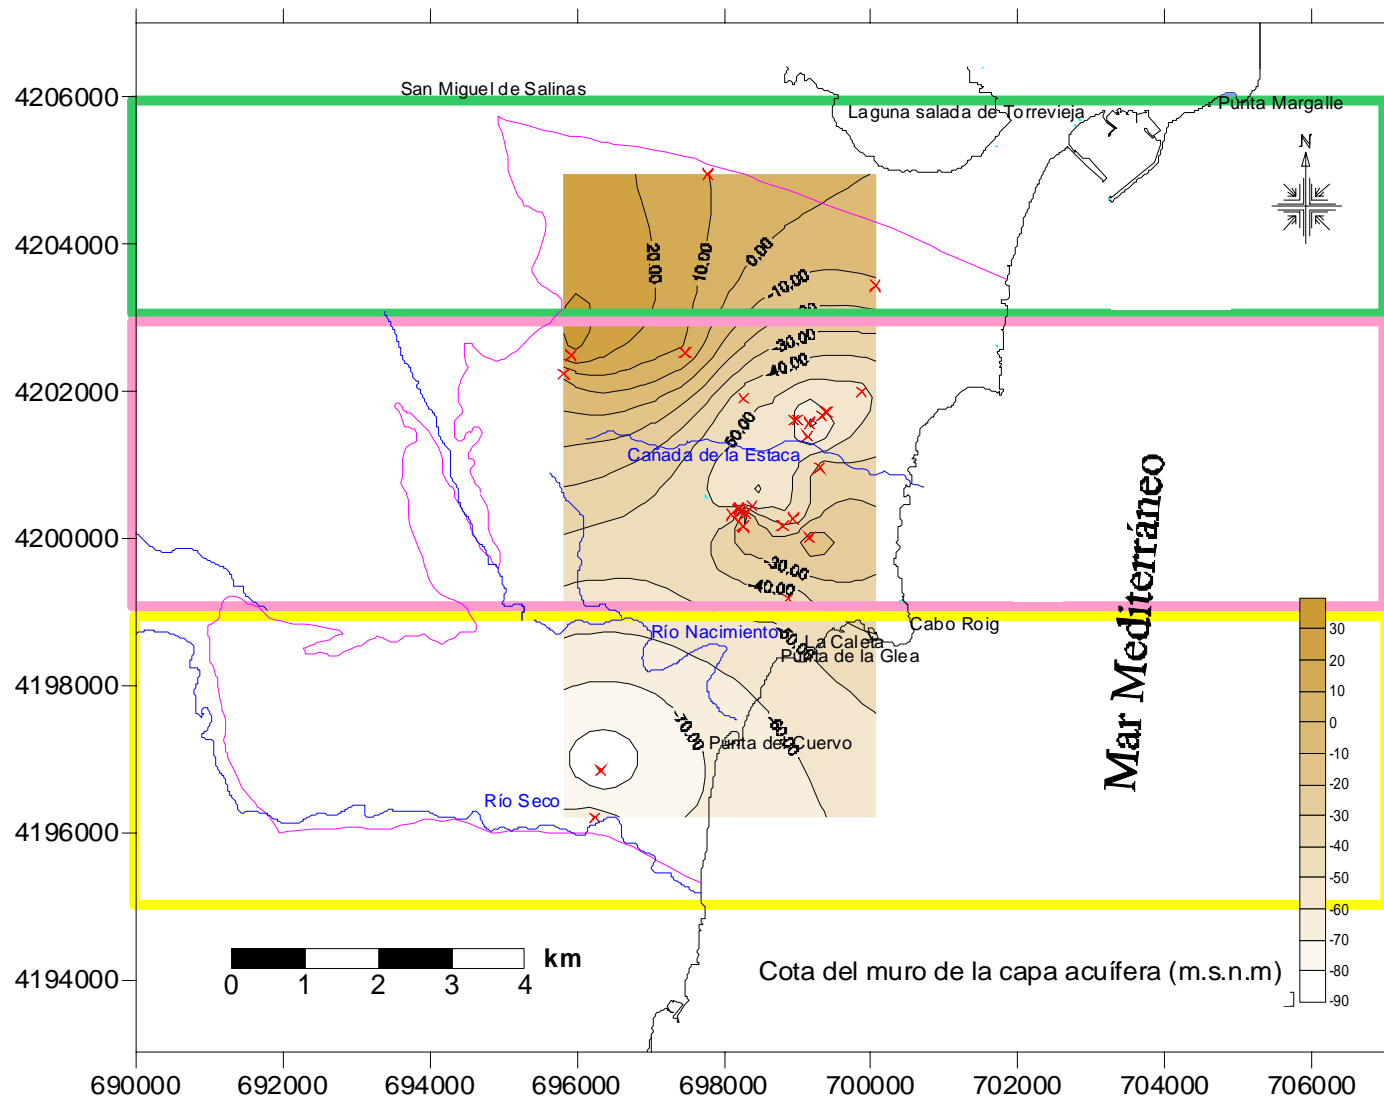 4206000
San Miguel de Salinas
Laguna salada de Torrevieja
Punta Margalle
N
4204000
20.00
10.00
0.00
-10.00
-30.00
-40.00
4202000
Cañada de la Estaca
Mar Mediterráneo
4200000
-30.00
-40.00
Cabo Roig
Río Nacimiento
La Caleta
Punta de la Glea
4198000
-70.00
Punta del Cuervo
Río Seco
4196000
30
20
10
0
-10
-20
-30
-40
-50
-60
-70
-80
-90
km
0 1 2 3 4
Cota del muro de la capa acuífera (m.s.n.m)
4194000
690000 692000 694000 696000 698000 700000 702000 704000 706000